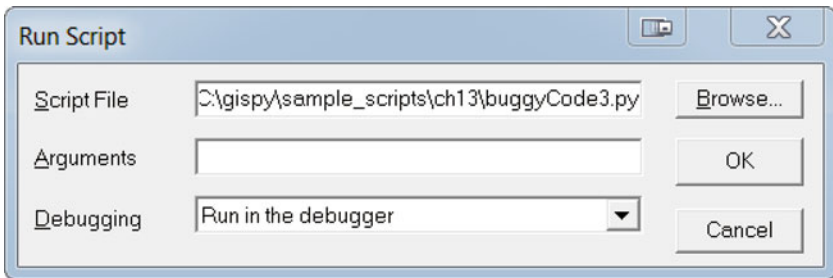 Run Script
Script File
C:\gispy\sample_scripts\ch13\buggyCode3.py
Browse...
Arguments
OK
Debugging
Run in the debugger
Cancel